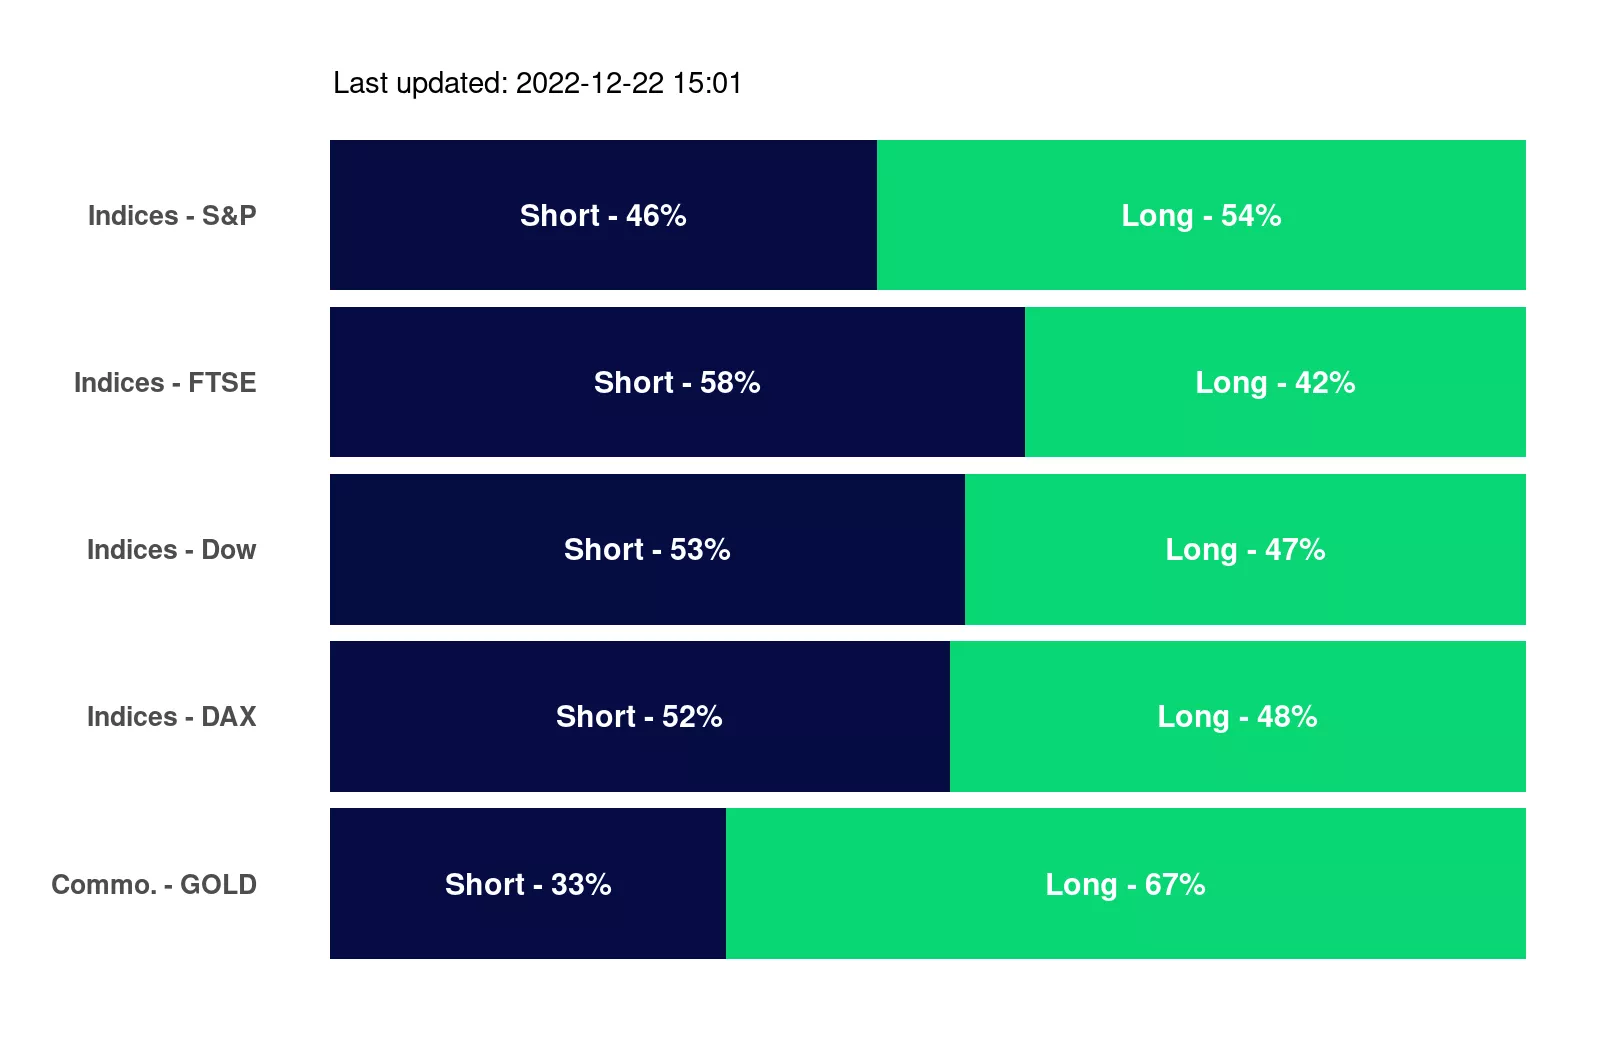 Last updated: 2022-12-22 15:01
Indices - S&P Short - 46% Long - 54%
Indices - FTSE Short - 58% Long - 42%
Indices - Dow Short - 53% Long - 47%
Indices - DAX Short - 52% Long - 48%
Commo. - GOLD Short - 33% Long - 67%